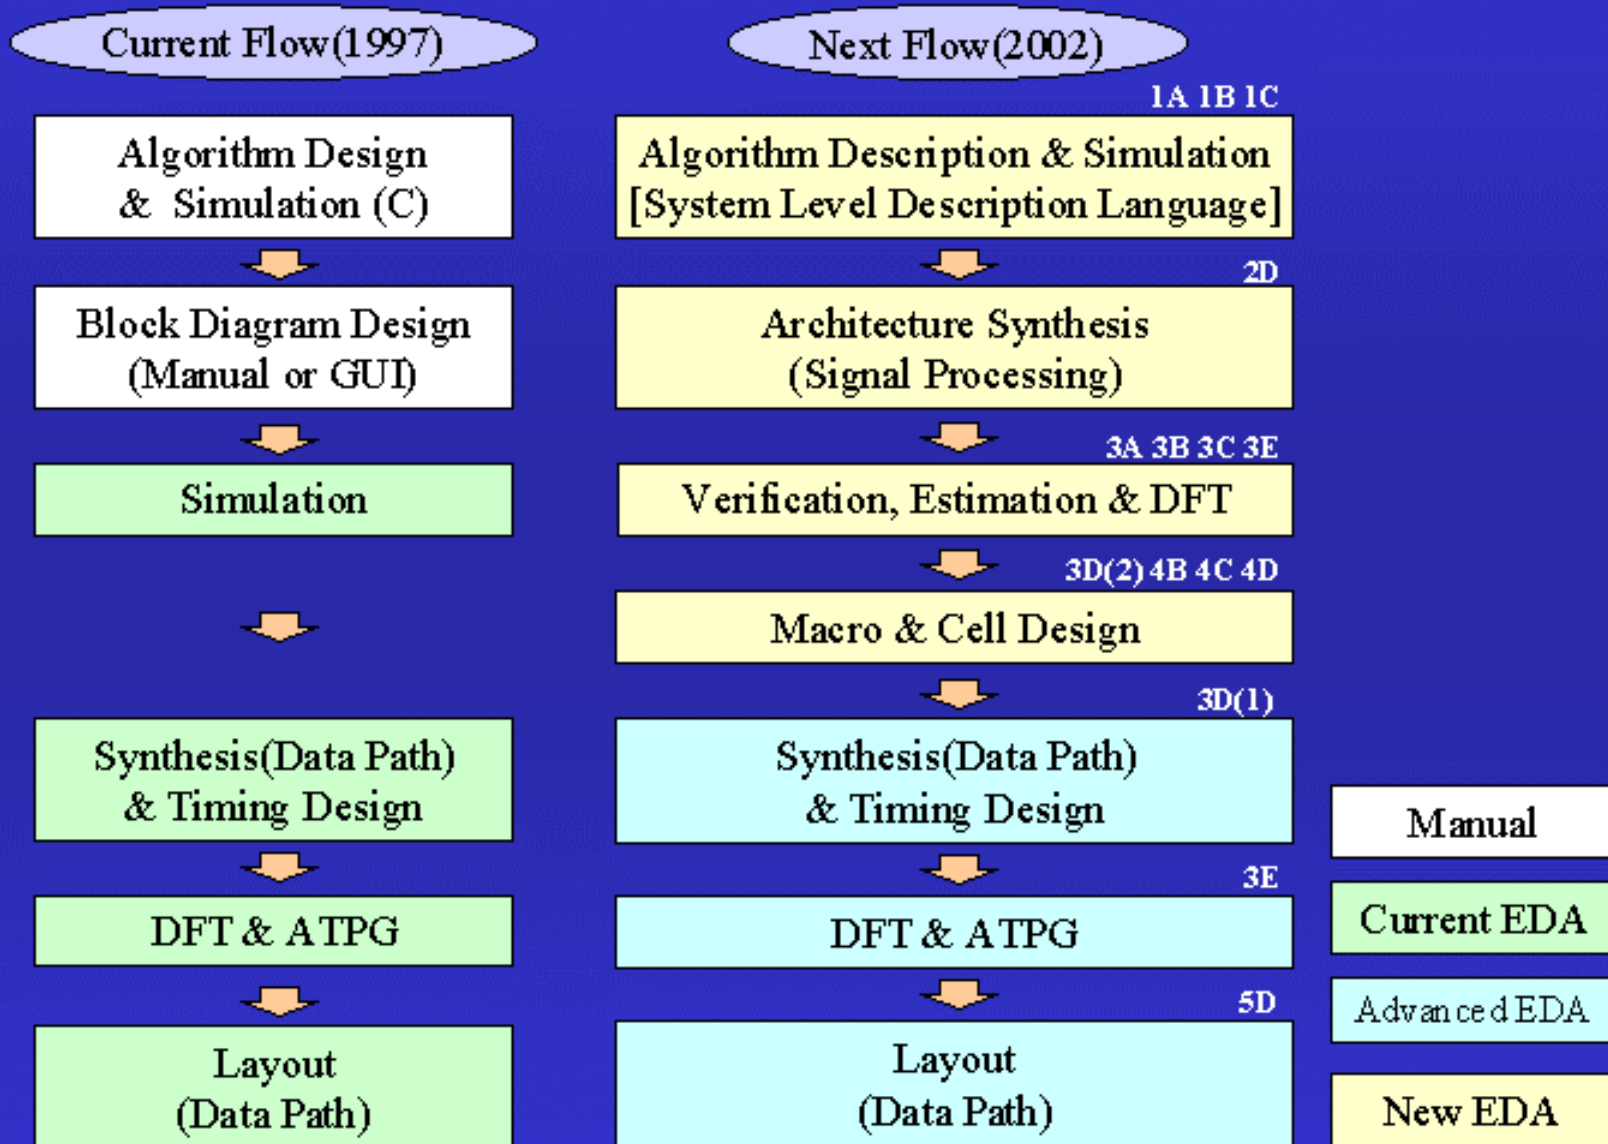 Current Flow(1997)
Algorithm Design
& Simulation (C)
Block Diagram Design
(Manual or GUI)
Simulation
Synthesis(Data Path)
& Timing Design
DFT & ATPG
Layout
(Data Path)
Next Flow(2002)
1A 1B 1C
Algorithm Description & Simulation
[System Level Description Language]
2D
Architecture Synthesis
(Signal Processing)
3A 3B 3C 3E
Verification, Estimation & DFT
3D(2) 4B 4C 4D
Macro & Cell Design
3D(1)
Synthesis(Data Path)
& Timing Design
3E
DFT & ATPG
5D
Layout
(Data Path)
Manual
Current EDA
Advanced EDA
New EDA